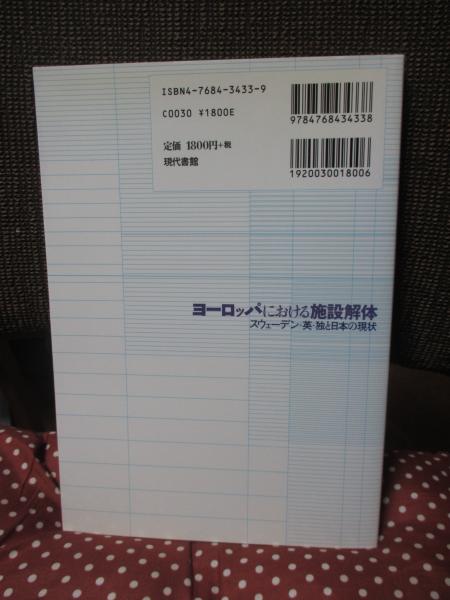 ISBN4-7684-3433-9
C0030 ¥1800E
定価 1800円+税
現代書館
9784768434338
1920030018006
ヨーロッパにおける施設解体
スウェーデン・英・独と日本の現状